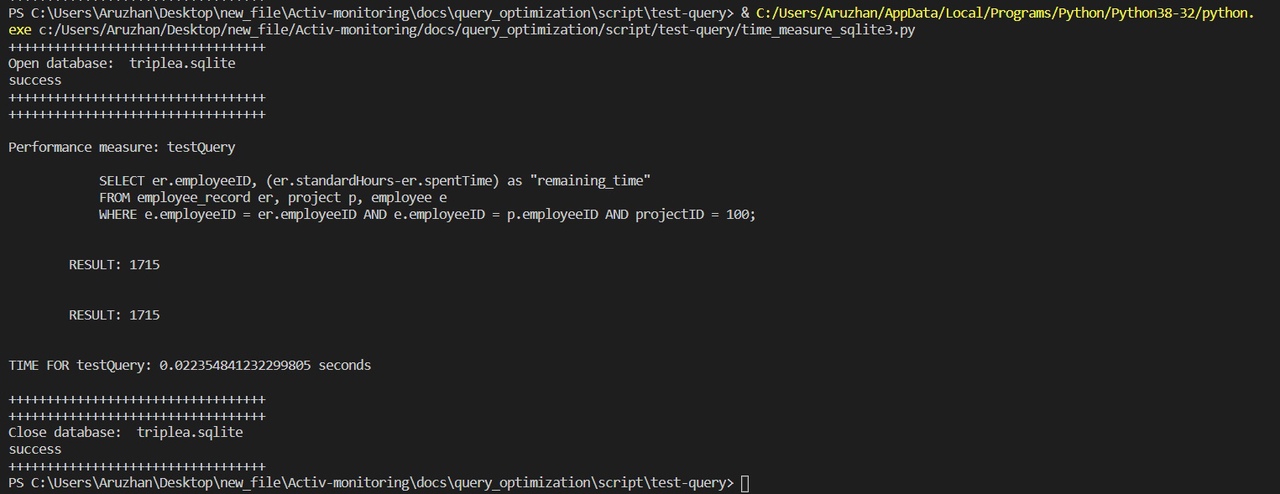 PS C:\Users\Aruzhan\Desktop\new_file\Activ-monitoring\docs\query_optimization\script\test-query> & C:/Users/Aruzhan/AppData/Local/Programs/Python/Python38-32/python.
exe c:/Users/Aruzhan/Desktop/new_file/Activ-monitoring/docs/query_optimization/script/test-query/time_measure_sqlite3.py
++++++++++++++++++++++++++++++++++
Open database:  triplea.sqlite
success
++++++++++++++++++++++++++++++++++
++++++++++++++++++++++++++++++++++
Performance measure: testQuery
SELECT er.employeeID, (er.standardHours-er.spentTime) as "remaining_time"
FROM employee_record er, project p, employee e
WHERE e.employeeID = er.employeeID AND e.employeeID = p.employeeID AND projectID = 100;
RESULT: 1715
RESULT: 1715
TIME FOR testQuery: 0.022354841232299805 seconds
++++++++++++++++++++++++++++++++++
++++++++++++++++++++++++++++++++++
Close database:  triplea.sqlite
success
++++++++++++++++++++++++++++++++++
PS C:\Users\Aruzhan\Desktop\new_file\Activ-monitoring\docs\query_optimization\script\test-query>